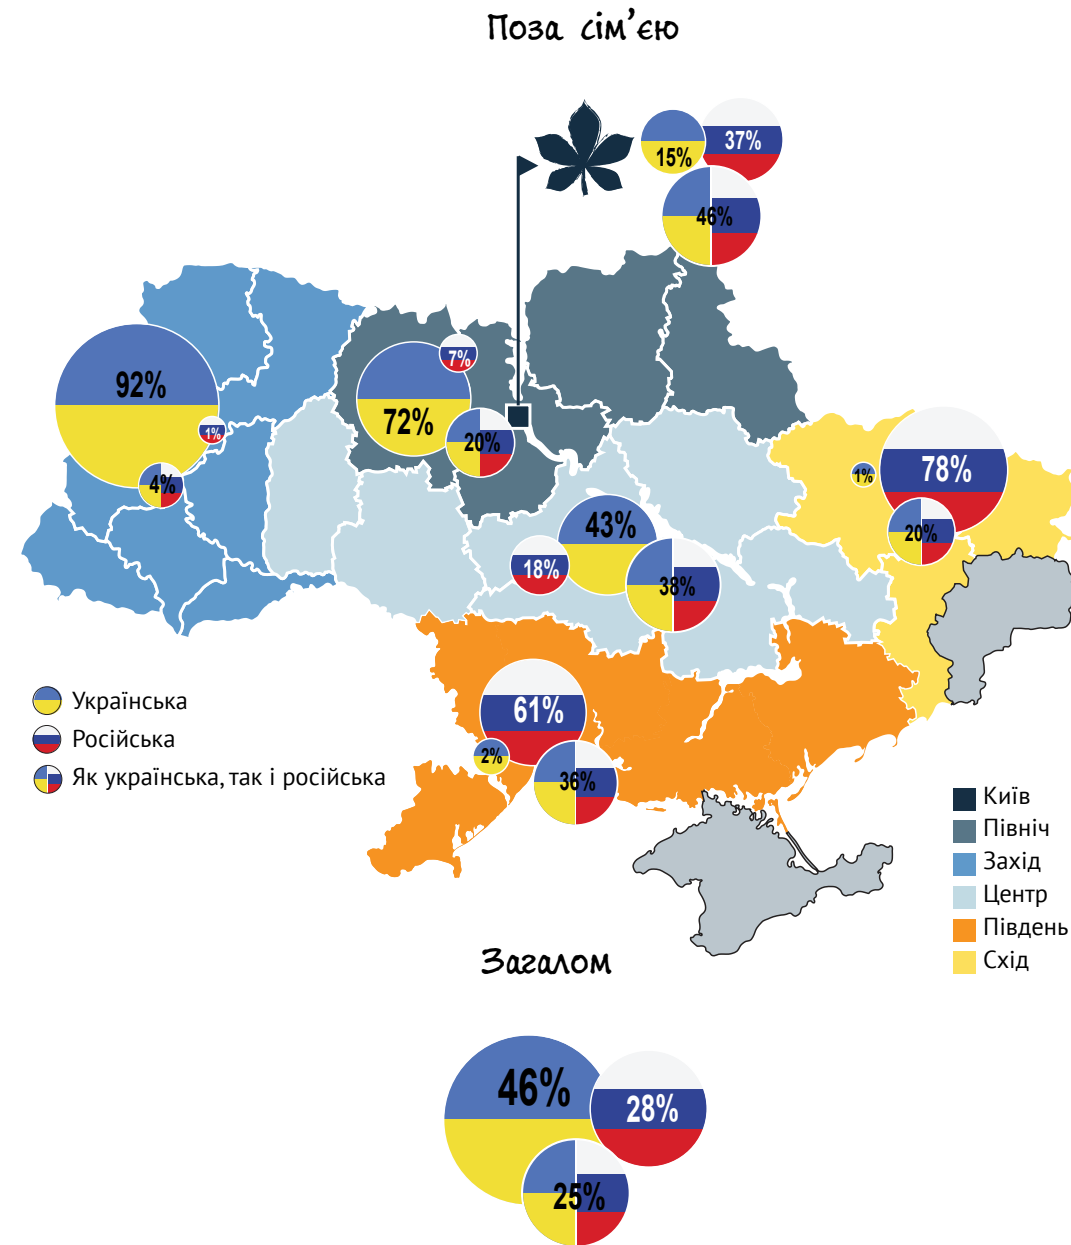 Поза сім’єю
15%
37%
46%
92%
1%
4%
7%
72%
20%
78%
1%
20%
43%
18%
38%
61%
2%
36%
Українська
Російська
Як українська, так і російська
Київ
Північ
Захід
Центр
Південь
Схід
Загалом
46%
28%
25%